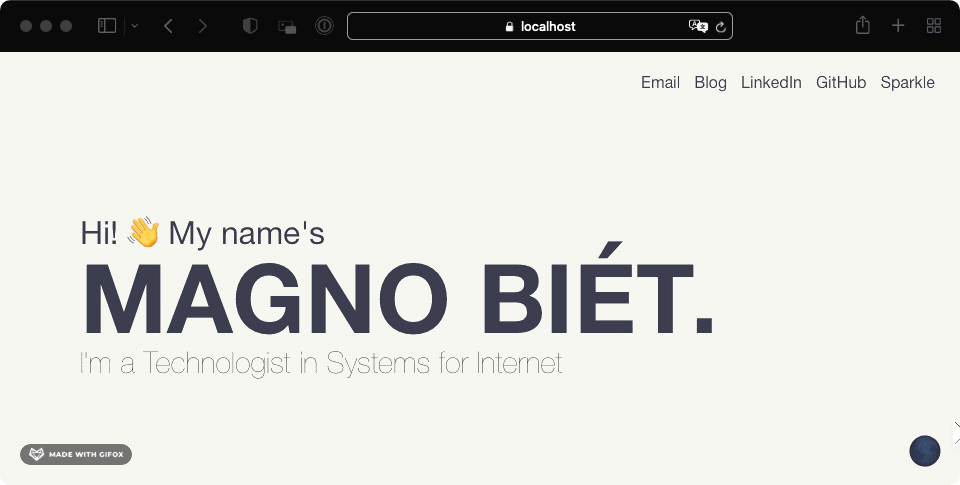 localhost
Email Blog LinkedIn GitHub Sparkle
Hi! 👋 My name's
MAGNO BIÉT.
I'm a Technologist in Systems for Internet
MADE WITH GIFOX